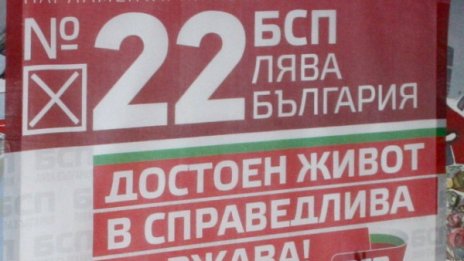 № 22 БСП
ЛЯВА
БЪЛГАРИЯ
ДОСТОЕН ЖИВОТ
В СПРАВЕДЛИВА